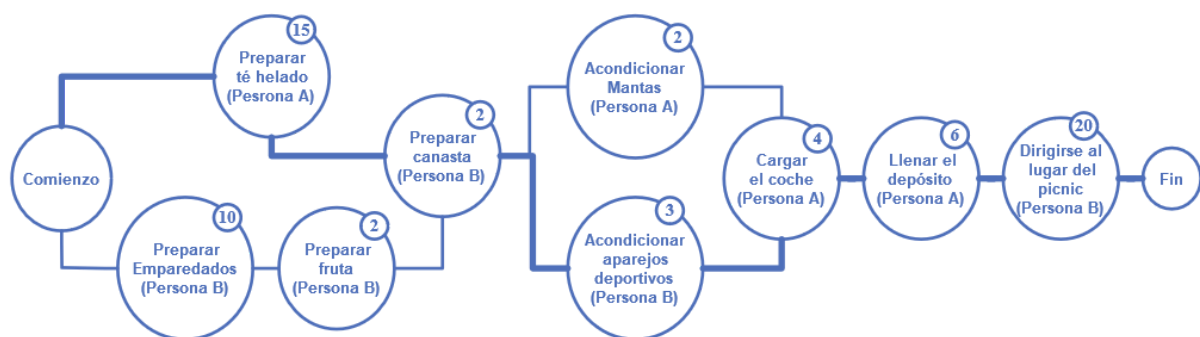 Comienzo
15
Preparar
té helado
(Pesrona A)
10
Preparar
Emparedados
(Persona B)
2
Preparar
fruta
(Persona B)
2
Preparar
canasta
(Persona B)
2
Acondicionar
Mantas
(Persona A)
3
Acondicionar
aparejos
deportivos
(Persona B)
4
Cargar
el coche
(Persona A)
6
Llenar el
depósito
(Persona A)
20
Dirigirse al
lugar del
picnic
(Persona B)
Fin